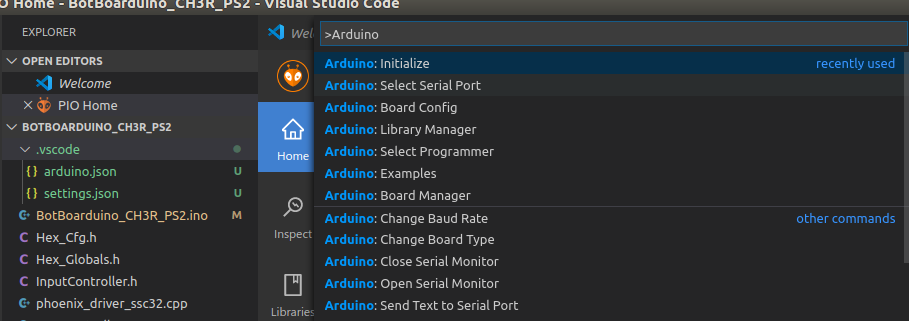 PIO Home - BotBoarduino_CH3R_PS2 - Visual Studio Code
EXPLORER
OPEN EDITORS
Welcome
PIO Home
BOTBOARDUINO_CH3R_PS2
.vscode
arduino.json U
settings.json U
BotBoarduino_CH3R_PS2.ino M
Hex_Cfg.h
Hex_Globals.h
InputController.h
phoenix_driver_ssc32.cpp
Home
Inspect
Libraries
>Arduino
Arduino: Initialize recently used
Arduino: Select Serial Port
Arduino: Board Config
Arduino: Library Manager
Arduino: Select Programmer
Arduino: Examples
Arduino: Board Manager
Arduino: Change Baud Rate other commands
Arduino: Change Board Type
Arduino: Close Serial Monitor
Arduino: Open Serial Monitor
Arduino: Send Text to Serial Port